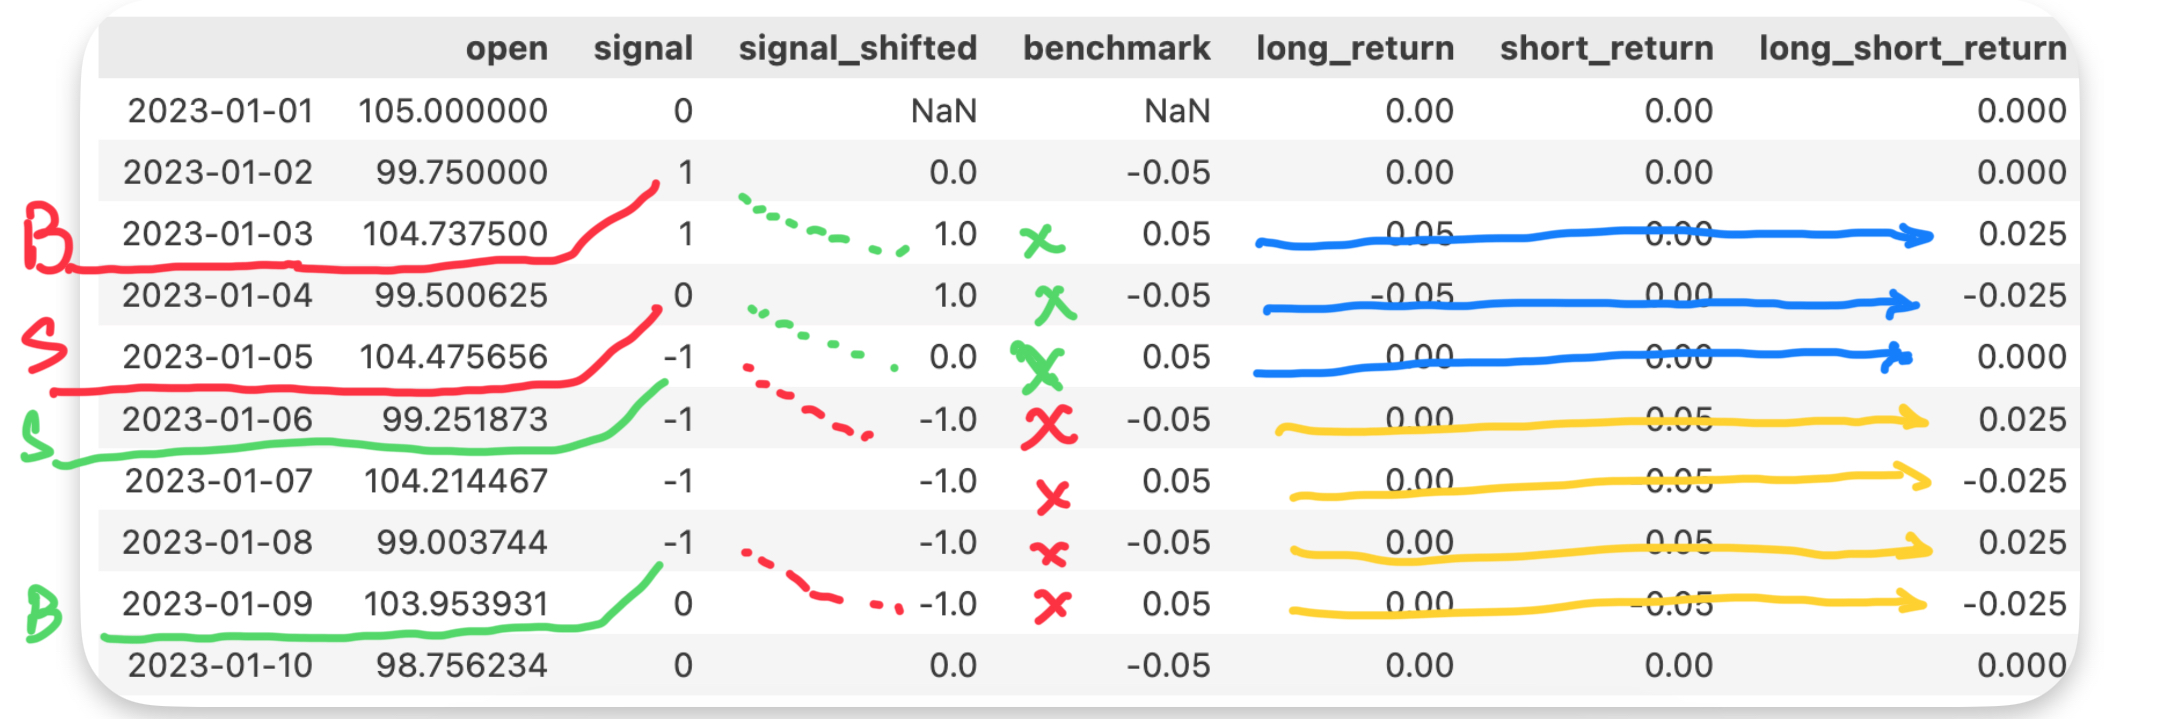 open signal signal_shifted benchmark long_return short_return long_short_return
2023-01-01 105.000000 0 NaN NaN 0.00 0.00 0.000
2023-01-02 99.750000 1 0.0 -0.05 0.00 0.00 0.000
B 2023-01-03 104.737500 1 1.0 x 0.05 0.05 0.00 0.025
2023-01-04 99.500625 0 1.0 x -0.05 -0.05 0.00 -0.025
S 2023-01-05 104.475656 -1 0.0 x 0.05 0.00 0.00 0.000
S 2023-01-06 99.251873 -1 -1.0 x -0.05 0.00 0.05 0.025
2023-01-07 104.214467 -1 -1.0 x 0.05 0.00 0.05 -0.025
2023-01-08 99.003744 -1 -1.0 x -0.05 0.00 0.05 0.025
B 2023-01-09 103.953931 0 -1.0 x 0.05 0.00 -0.05 -0.025
2023-01-10 98.756234 0 0.0 -0.05 0.00 0.00 0.000